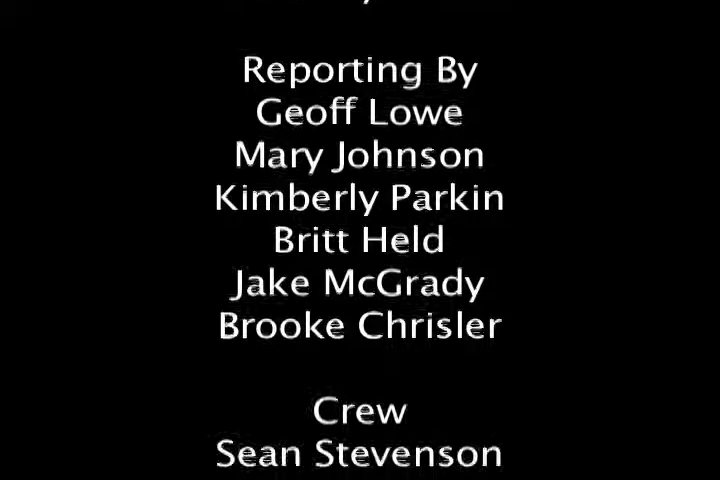 Reporting By
Geoff Lowe
Mary Johnson
Kimberly Parkin
Britt Held
Jake McGrady
Brooke Chrisler
Crew
Sean Stevenson